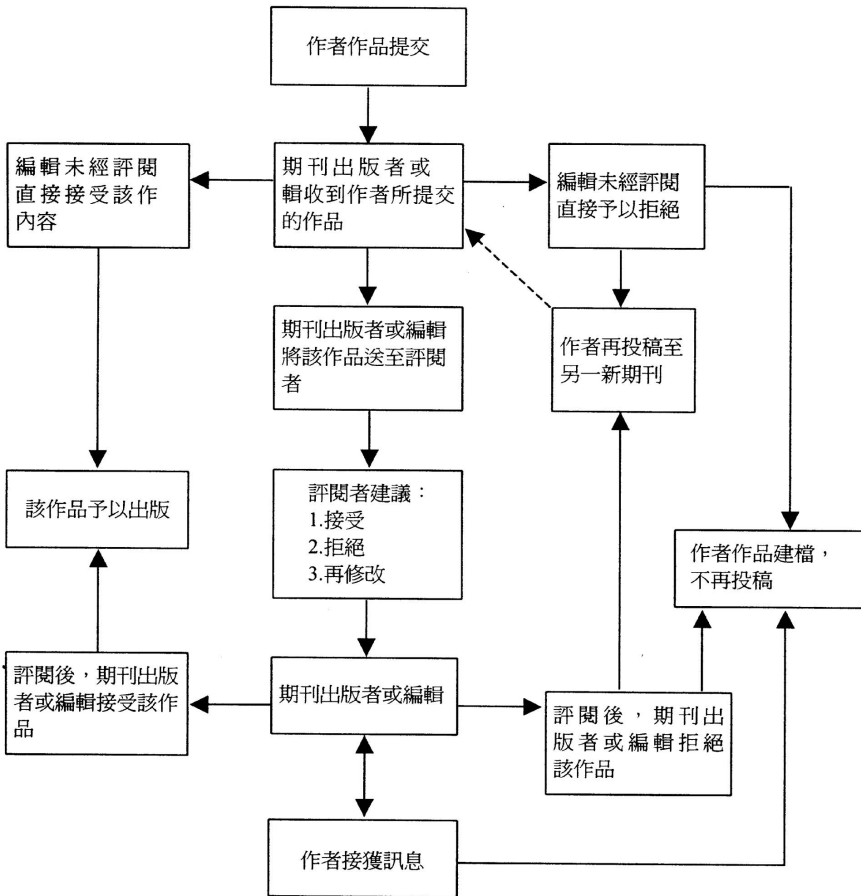 作者作品提交
編輯未經評閱
直接接受該作
內容
期刊出版者或
輯收到作者所提交
的作品
編輯未經評閱
直接予以拒絕
期刊出版者或編輯
將該作品送至評閱
者
作者再投稿至
另一新期刊
該作品予以出版
評閱者建議：
1.接受
2.拒絕
3.再修改
作者作品建檔，
不再投稿
評閱後，期刊出版
者或編輯接受該作
品
期刊出版者或編輯
評閱後，期刊出
版者或編輯拒絕
該作品
作者接獲訊息